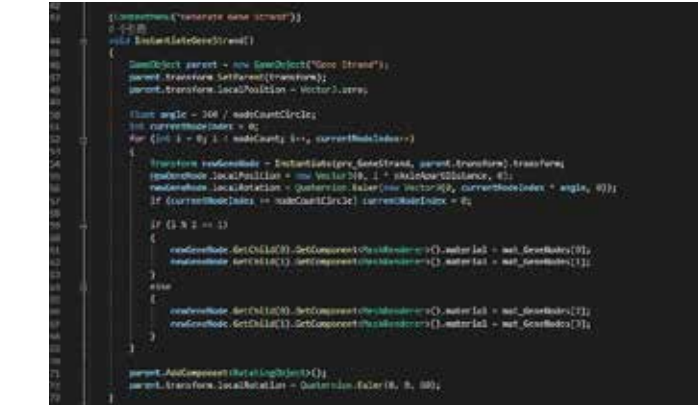 [ContextMenu("Generate Gene Strand")]
void InstantiateGeneStrand()
{
GameObject parent = new GameObject("Gene Strand");
parent.transform.SetParent(transform);
parent.transform.localPosition = Vector3.zero;
float angle = 360 / nodeCountCircle;
int currentNodeIndex = 0;
for (int i = 0; i < nodeCount; i++, currentNodeIndex++)
{
Transform newGeneNode = Instantiate(pre_GeneStrand, parent.transform).transform;
newGeneNode.localPosition = new Vector3(0, i * 0);
newGeneNode.localRotation = Quaternion.Euler(new Vector3(0, currentNodeIndex * angle, 0));
if (currentNodeIndex == nodeCountCircle) currentNodeIndex = 0;
if (i % == 1)
{
newGeneNode.GetChild(0).GetComponent<MeshRenderer>().material = mat_GeneNodes[0];
newGeneNode.GetChild(1).GetComponent<MeshRenderer>().material = mat_GeneNodes[1];
}
else
{
newGeneNode.GetChild(0).GetComponent<MeshRenderer>().material = mat_GeneNodes[2];
newGeneNode.GetChild(1).GetComponent<MeshRenderer>().material = mat_GeneNodes[3];
}
}
parent.AddComponent<RotatingObject>();
parent.transform.localRotation = Quaternion.Euler(0, 0, );
}